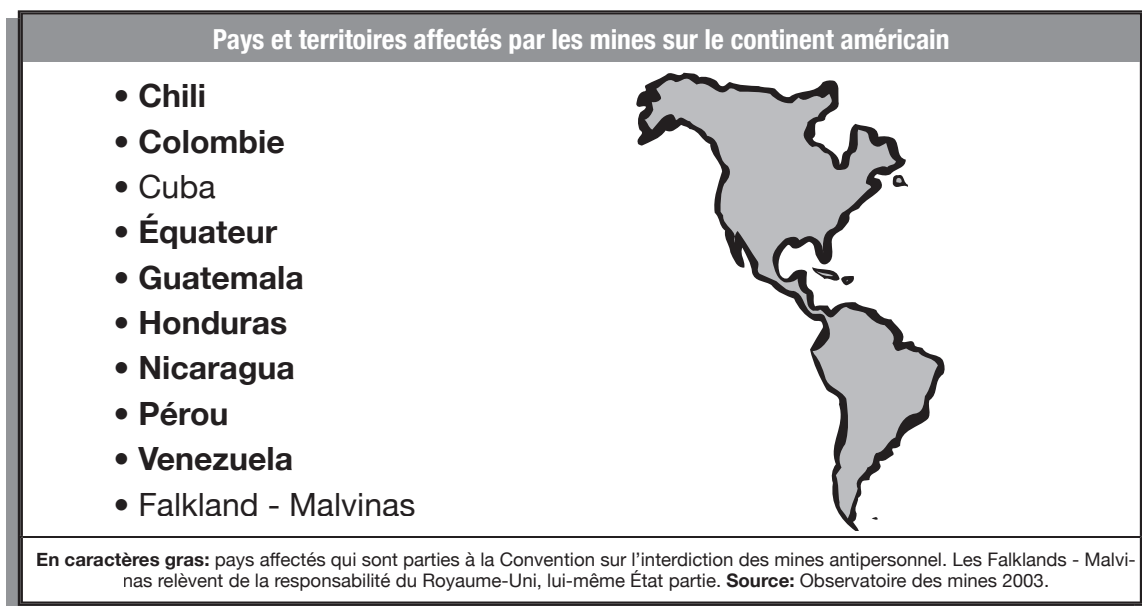 Pays et territoires affectés par les mines sur le continent américain
• Chili
• Colombie
• Cuba
• Équateur
• Guatemala
• Honduras
• Nicaragua
• Pérou
• Venezuela
• Falkland - Malvinas
En caractères gras: pays affectés qui sont parties à la Convention sur l'interdiction des mines antipersonnel. Les Falklands - Malvi-
nas relèvent de la responsabilité du Royaume-Uni, lui-même État partie. Source: Observatoire des mines 2003.